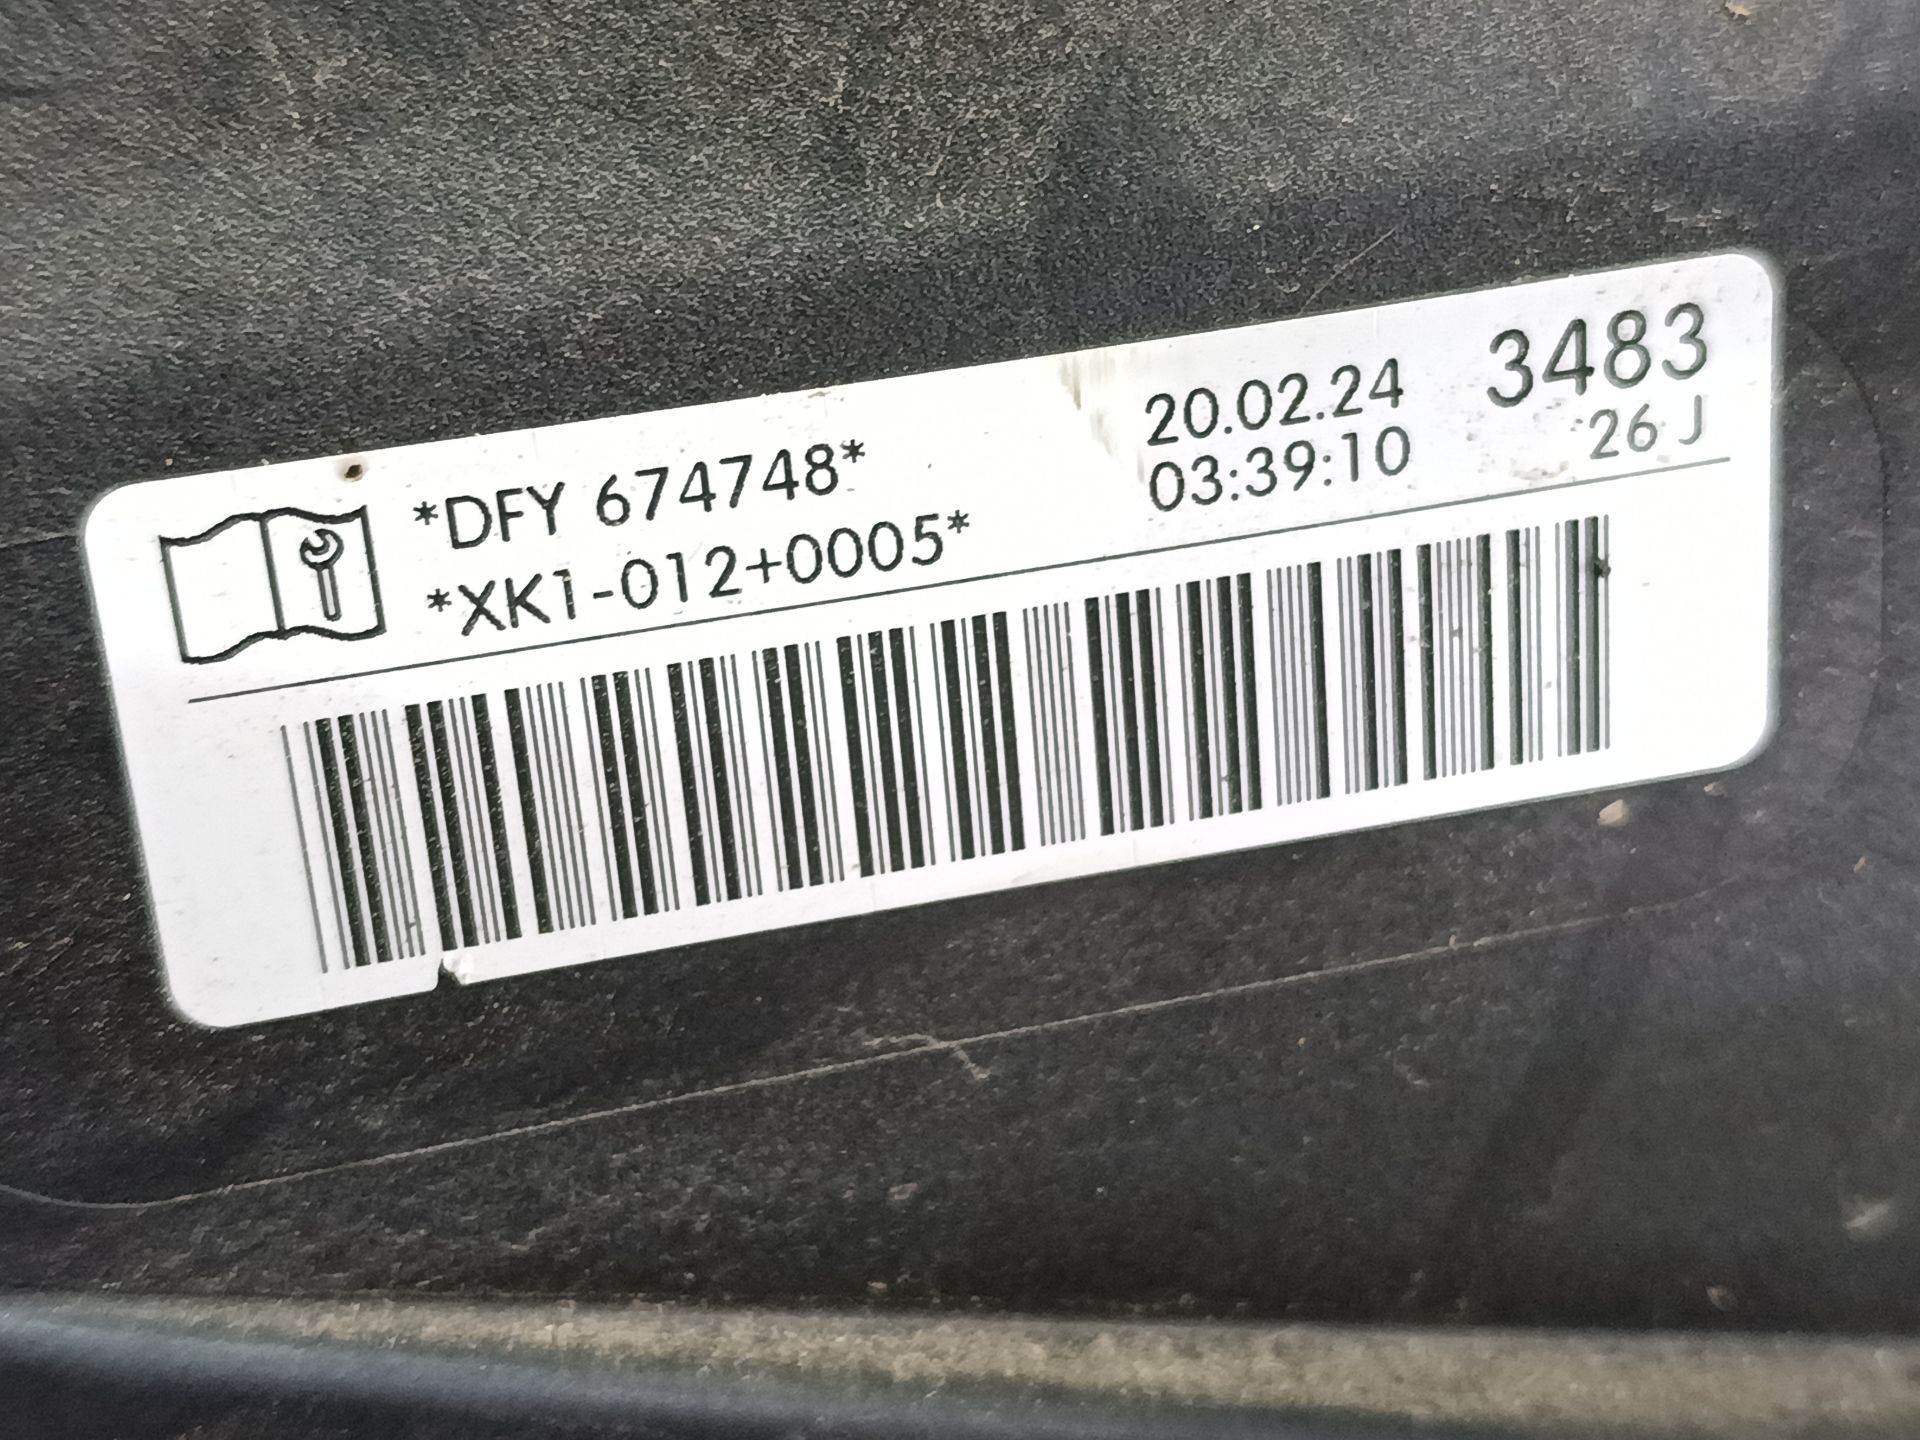 *DFY 674748*
*XK1-012+0005*
20.02.24
03:39:10
3483
26 J